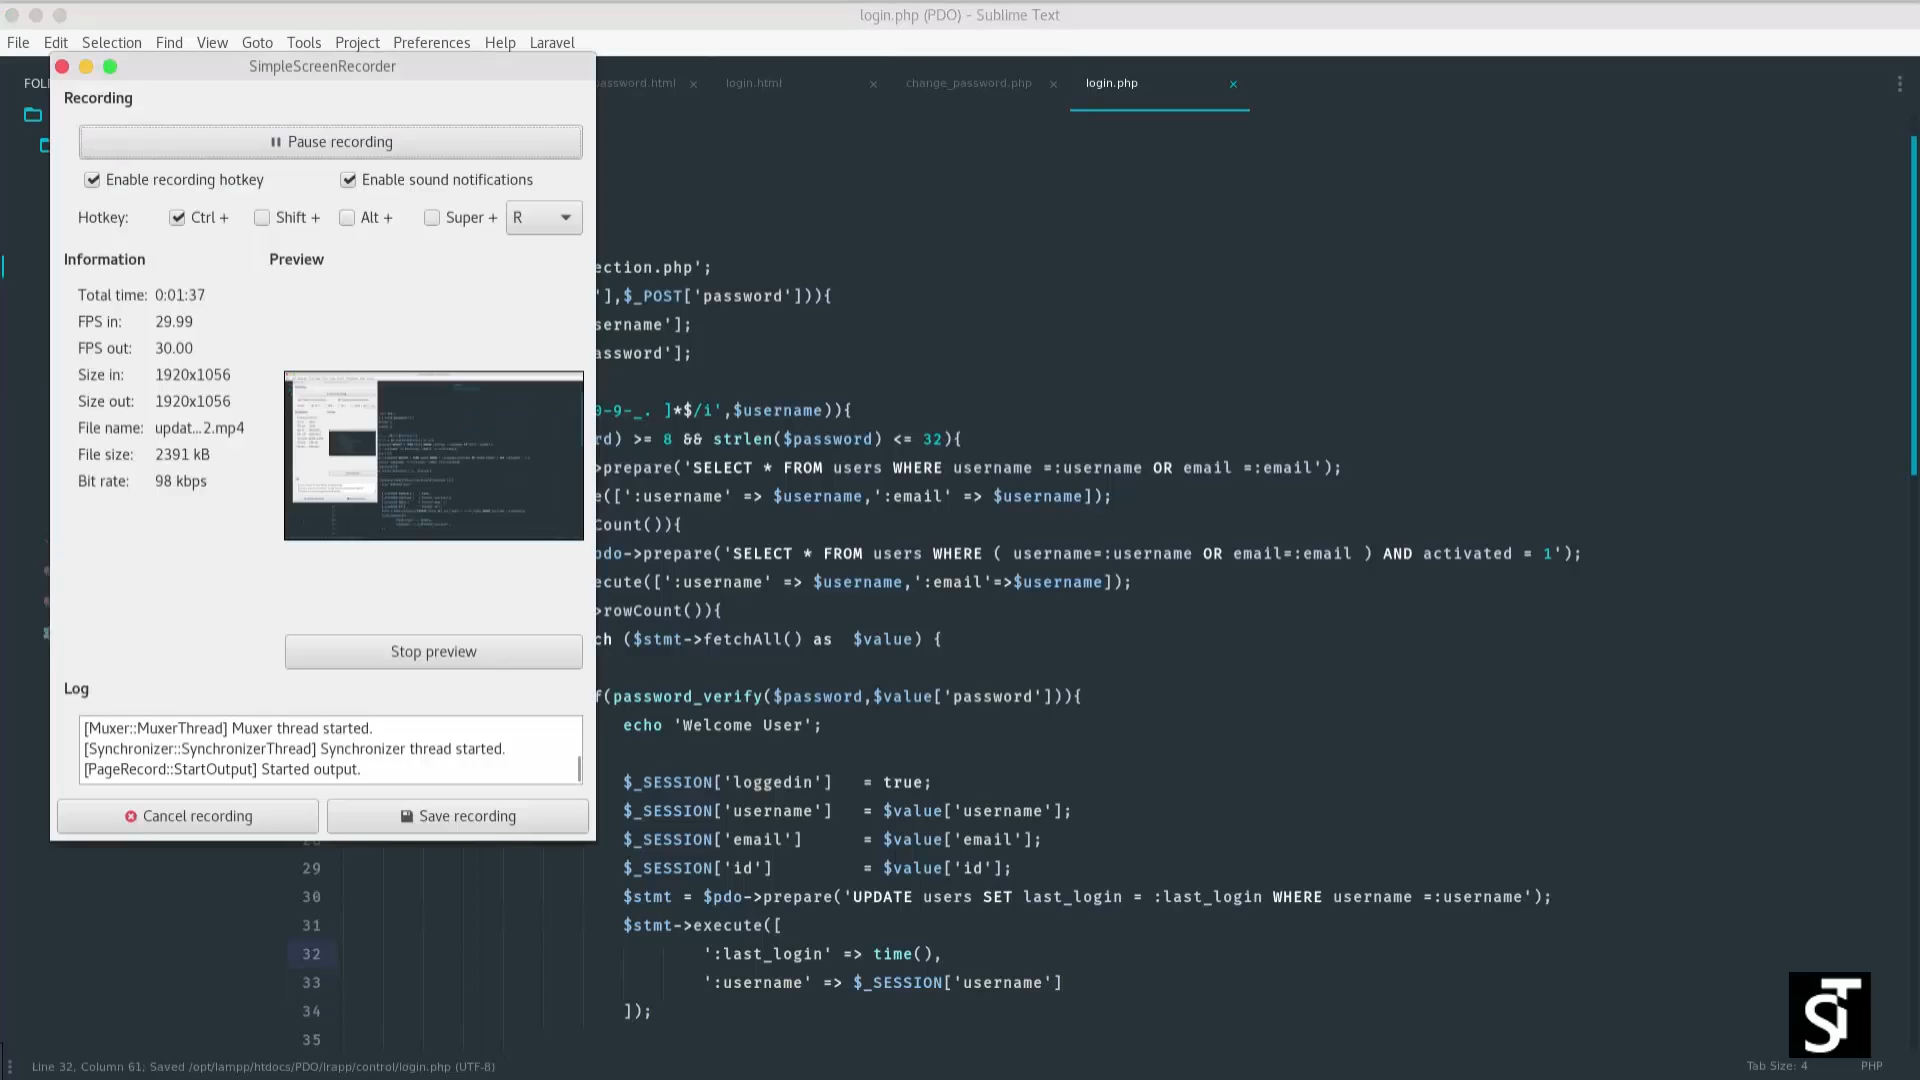 login.php (PDO) - Sublime Text
File Edit Selection Find View Goto Tools Project Preferences Help Laravel
SimpleScreenRecorder
Recording
Pause recording
Enable recording hotkey Enable sound notifications
Hotkey: Ctrl + Shift + Alt + Super + R
Information Preview
Total time: 0:01:37
FPS in: 29.99
FPS out: 30.00
Size in: 1920x1056
Size out: 1920x1056
File name: updat...2.mp4
File size: 2391 kB
Bit rate: 98 kbps
Stop preview
Log
[Muxer::MuxerThread] Muxer thread started.
[Synchronizer::SynchronizerThread] Synchronizer thread started.
[PageRecord::StartOutput] Started output.
Cancel recording Save recording
FOL
assword.html login.html change_password.php login.php
ection.php';
'],$_POST['password'])){
sername'];
assword'];
0-9-_. ]*$/i',$username)){
rd) >= 8 && strlen($password) <= 32){
>prepare('SELECT * FROM users WHERE username =:username OR email =:email');
e([':username' => $username,':email' => $username]);
Count()){
pdo->prepare('SELECT * FROM users WHERE ( username=:username OR email=:email ) AND activated = 1');
ecute([':username' => $username,':email'=>$username]);
>rowCount()){
ch ($stmt->fetchAll() as $value) {
f(password_verify($password,$value['password'])){
echo 'Welcome User';
$_SESSION['loggedin'] = true;
$_SESSION['username'] = $value['username'];
28 $_SESSION['email'] = $value['email'];
29 $_SESSION['id'] = $value['id'];
30 $stmt = $pdo->prepare('UPDATE users SET last_login = :last_login WHERE username =:username');
31 $stmt->execute([
32 ':last_login' => time(),
33 ':username' => $_SESSION['username']
34 ]);
35
ST
Line 32, Column 61; Saved /opt/lampp/htdocs/PDO/lrapp/control/login.php (UTF-8) Tab Size: 4 PHP